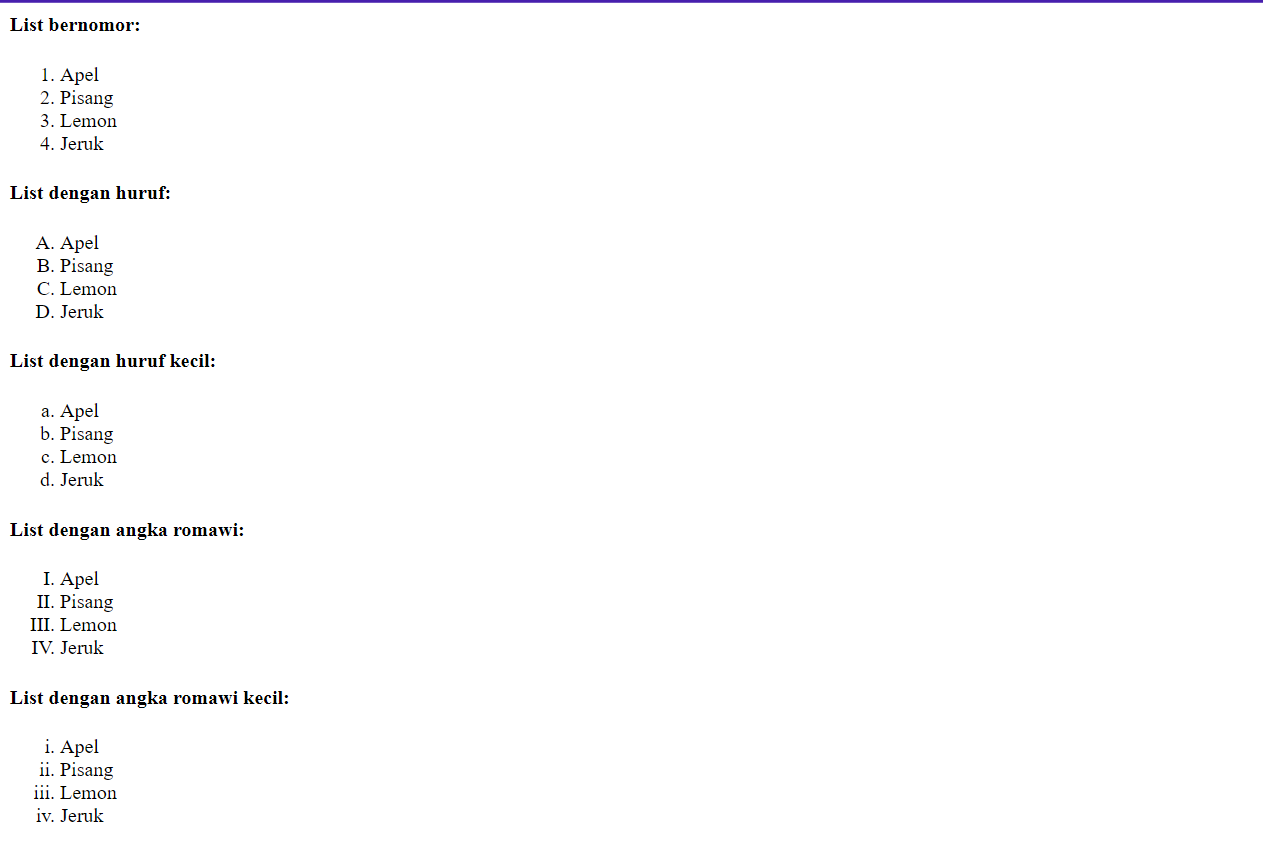 List bernomor:
1. Apel
2. Pisang
3. Lemon
4. Jeruk
List dengan huruf:
A. Apel
B. Pisang
C. Lemon
D. Jeruk
List dengan huruf kecil:
a. Apel
b. Pisang
c. Lemon
d. Jeruk
List dengan angka romawi:
I. Apel
II. Pisang
III. Lemon
IV. Jeruk
List dengan angka romawi kecil:
i. Apel
ii. Pisang
iii. Lemon
iv. Jeruk